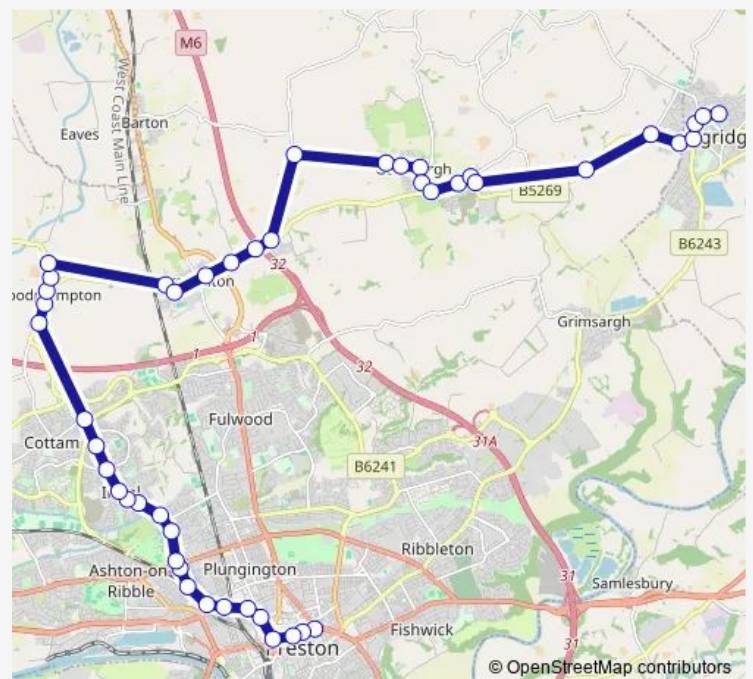 M6
Eaves
Barton
West Coast Main Line
B5269
B6243
32
Grimsargh
1
1
32
Fulwood
Cottam
31A
B6241
Ribbleton
Ashton-on
Ribble
Plungington
31
Samlesbury
Fishwick
31
© OpenStreetMap contributors